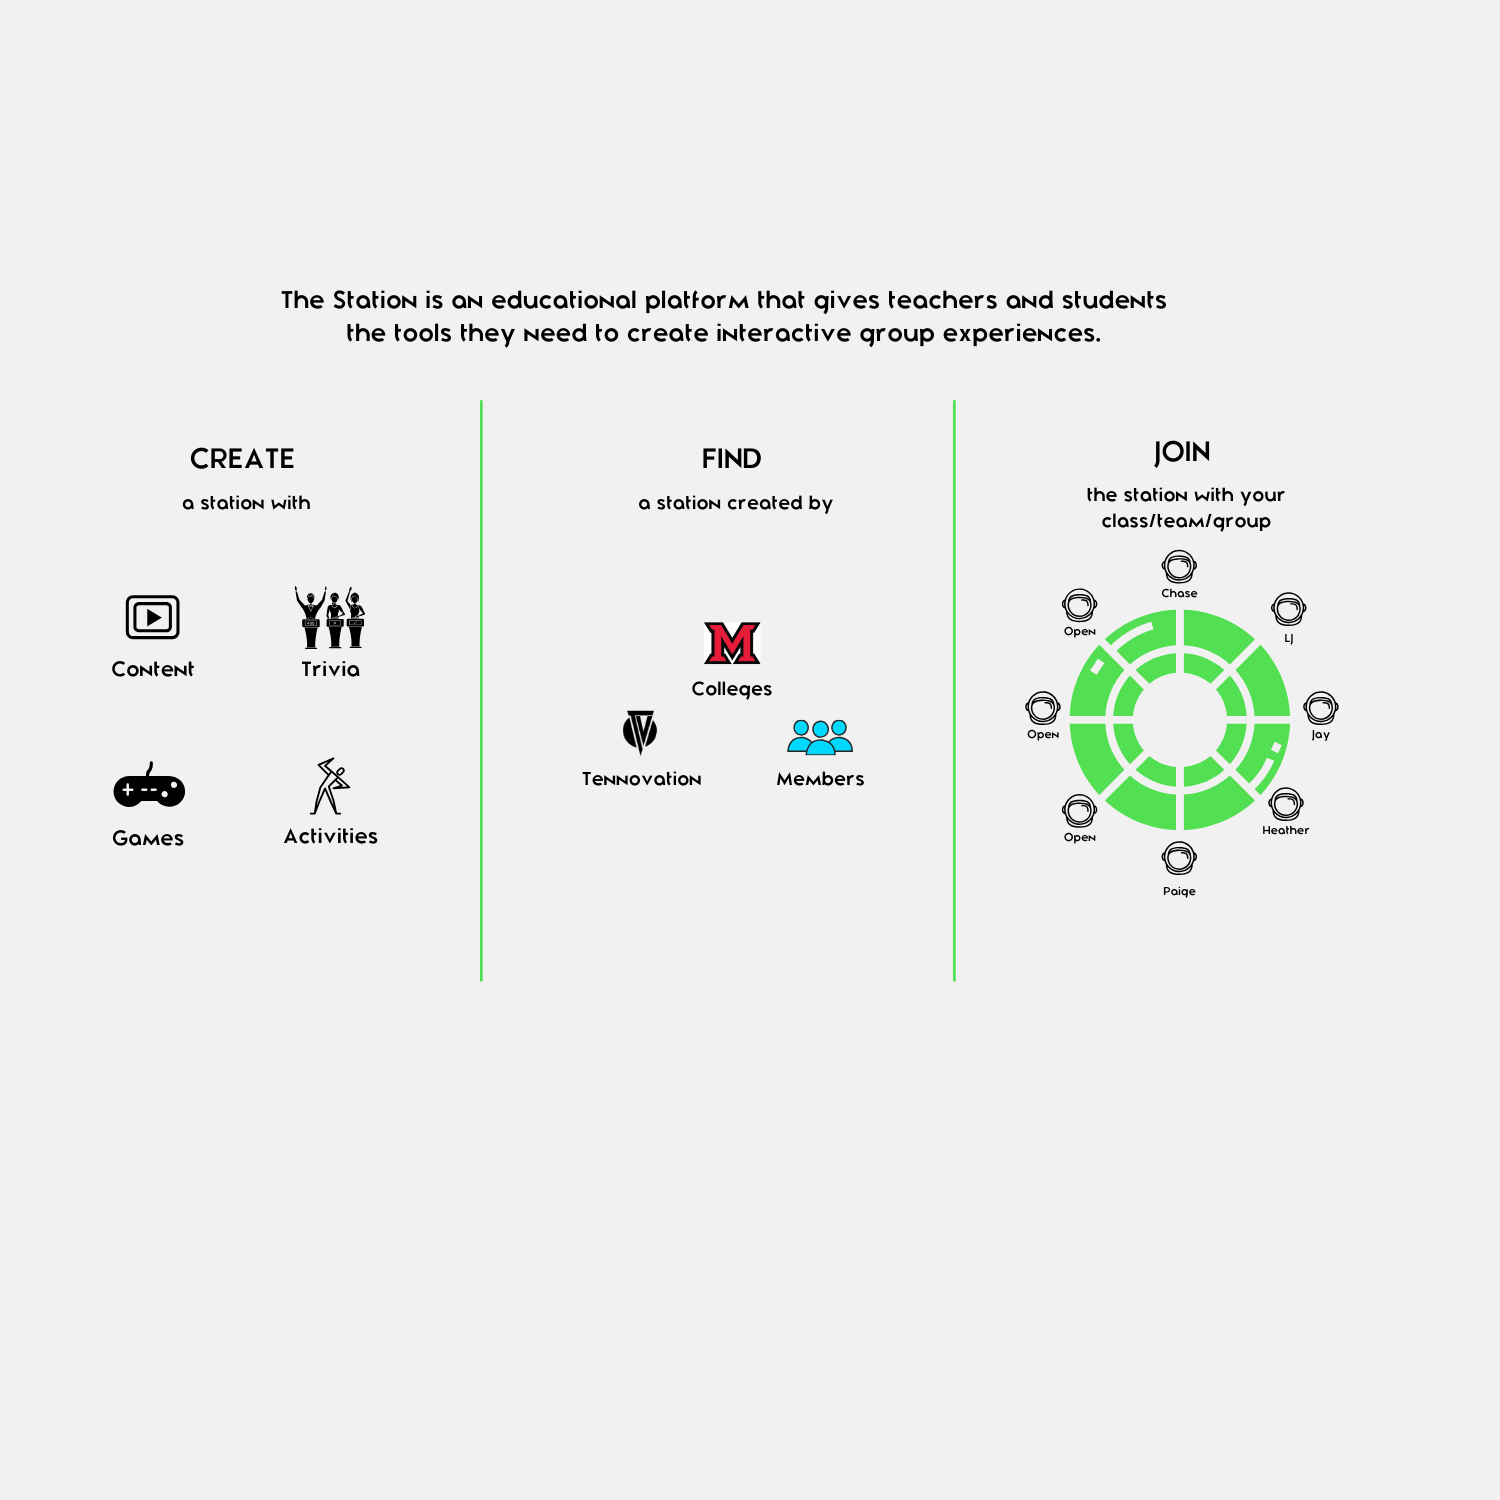 The Station is an educational platform that gives teachers and students
the tools they need to create interactive group experiences.
CREATE
a station with
Content
Trivia
Games
Activities
FIND
a station created by
M
Colleges
Tennovation
Members
JOIN
the station with your
class/team/group
Chase
Open
LJ
Open
Jay
Open
Heather
Paige